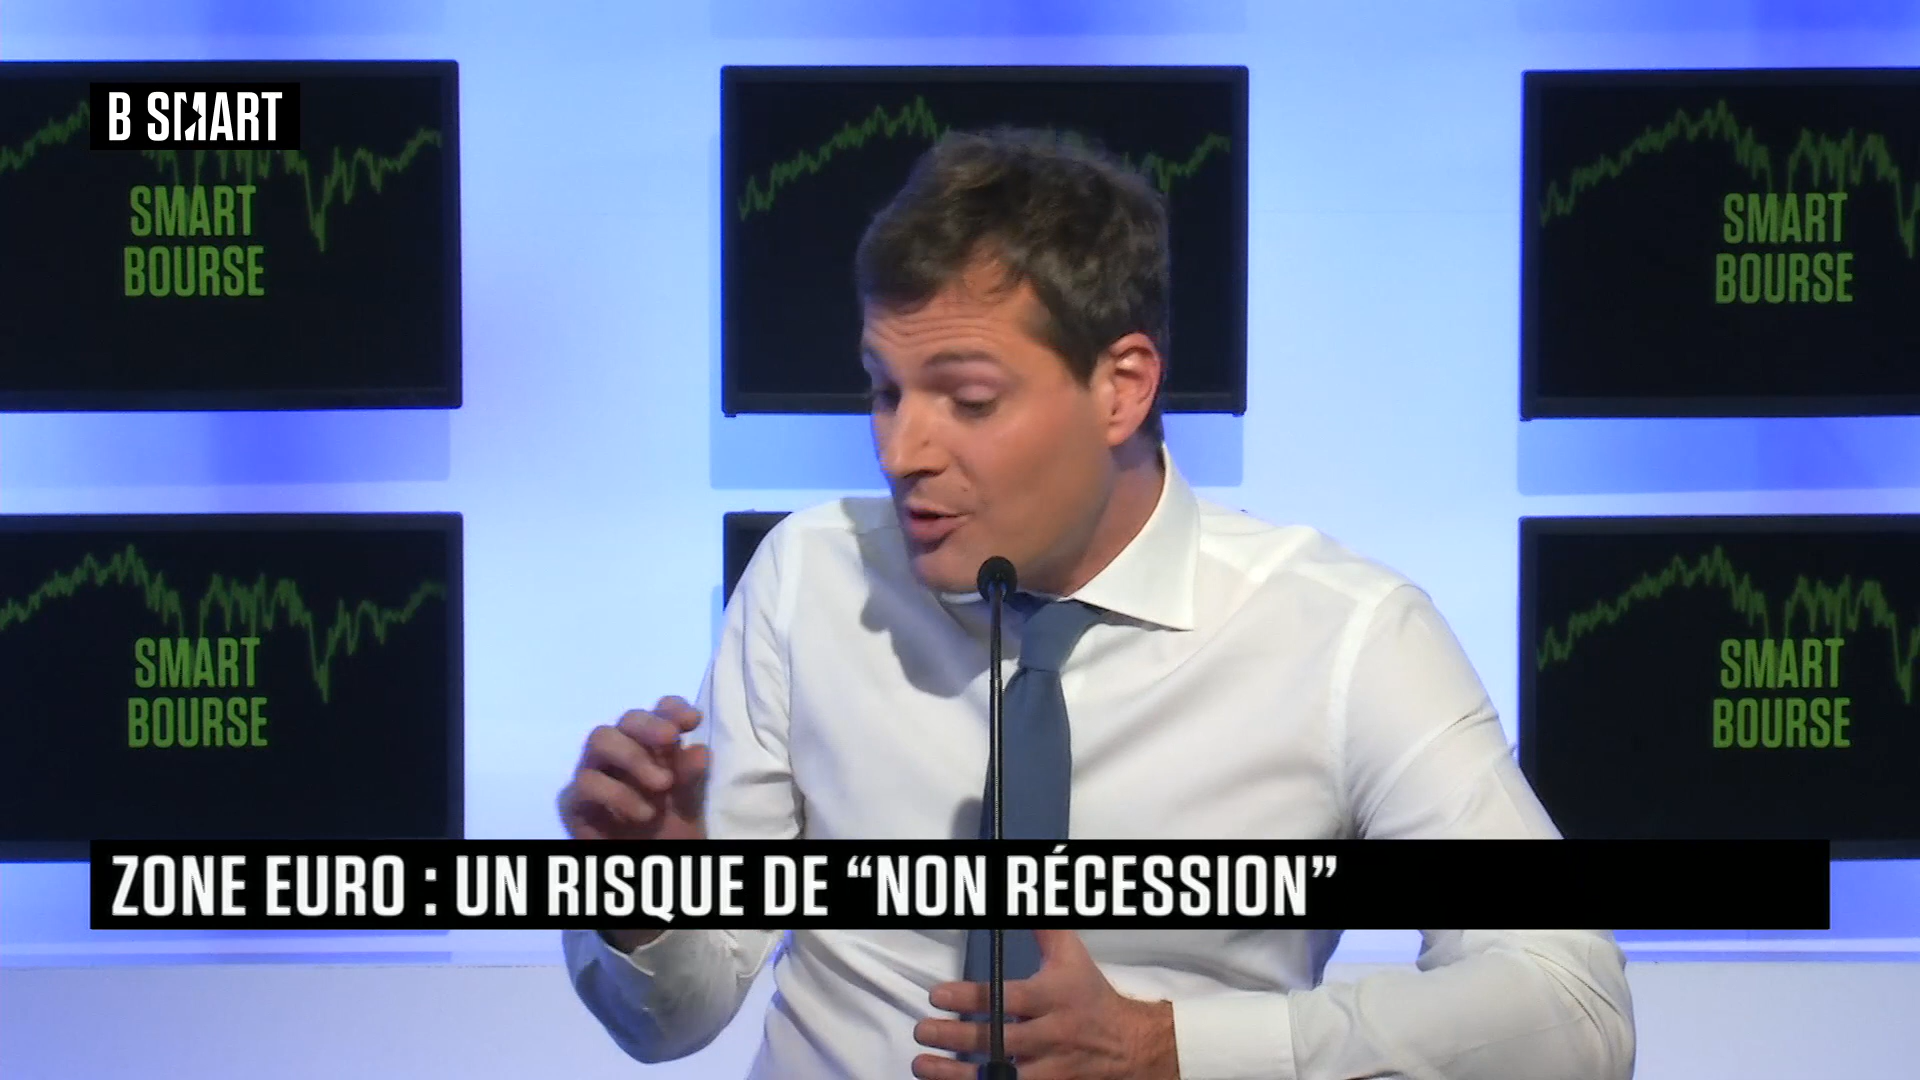 B SMART
SMART
BOURSE
SMART
BOURSE
SMART
BOURSE
SMART
BOURSE
ZONE EURO : UN RISQUE DE “NON RÉCESSION”